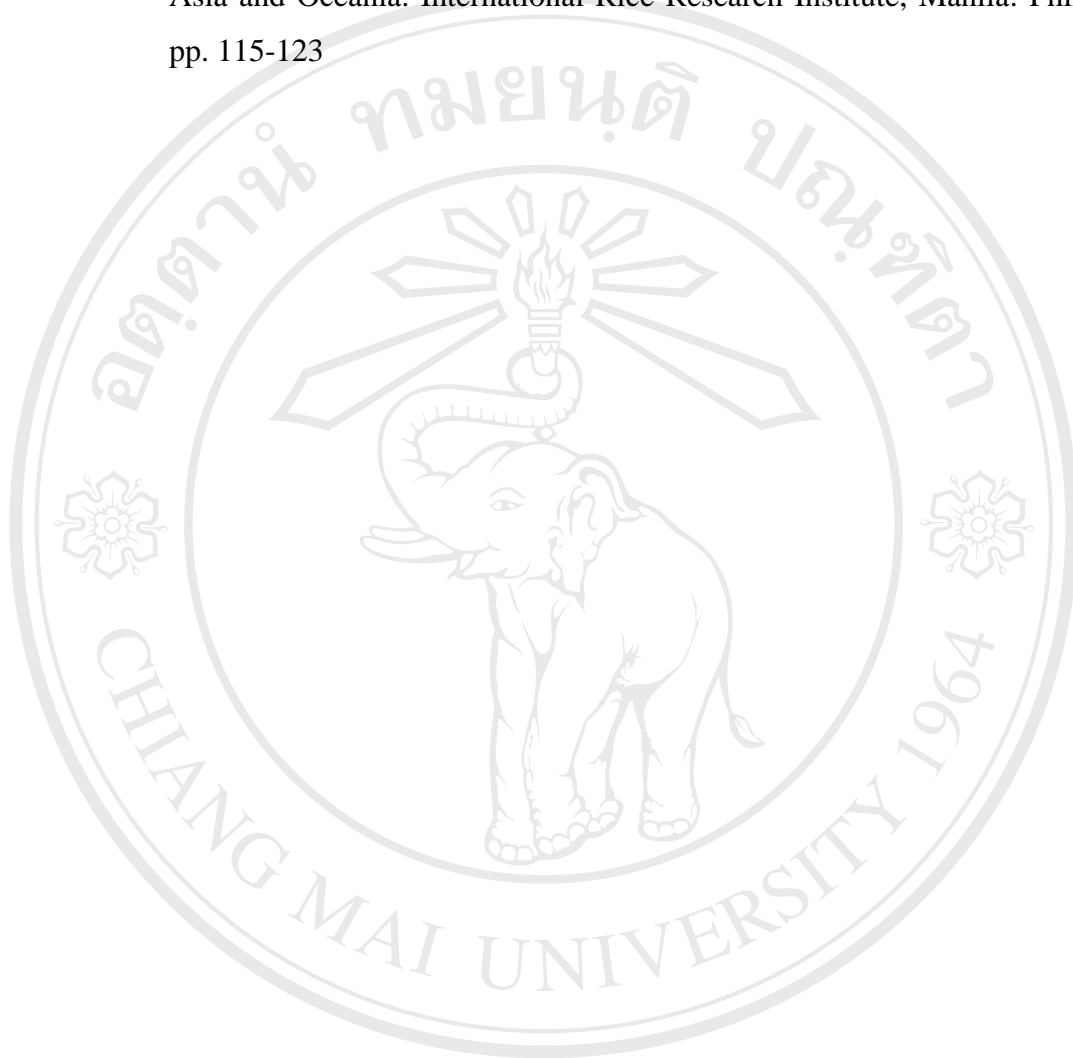 Asia and Oceania. International Rice Research Institute, Manila. Phil
pp. 115-123
อตฺตานํ ทมยนฺติ ปณฺฑิตา
CHIANG MAI UNIVERSITY 1964